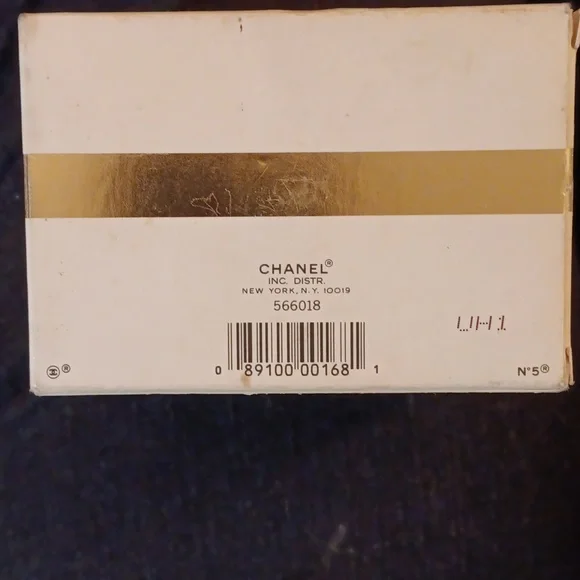 CHANEL®
INC. DISTR.
NEW YORK, N.Y. 10019
566018
0 89100 00168 1
® N°5®